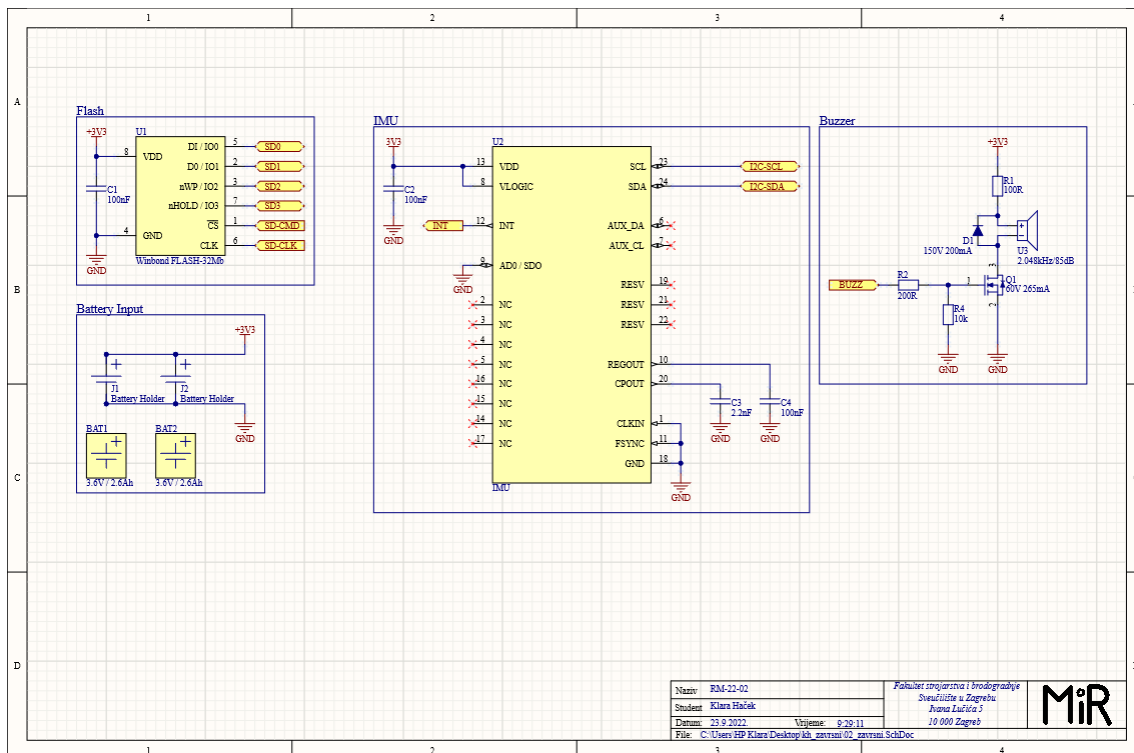 1 2 3 4
A
B
C
D
Flash
+3V3
U1
8 VDD
4 GND
C1
100nF
GND
DI / IO0 5 SD0
D0 / IO1 2 SD1
nWP / IO2 3 SD2
nHOLD / IO3 7 SD3
CS 1 SD-CMD
CLK 6 SD-CLK
Winbond FLASH-32Mb
Battery Input
+3V3
J1
Battery Holder
J2
Battery Holder
GND
BAT1
3.6V / 2.6Ah
BAT2
3.6V / 2.6Ah
IMU
3V3
C2
100nF
GND
U2
13 VDD
8 VLOGIC
INT 12 INT
9 AD0 / SDO
GND
2 NC
3 NC
4 NC
5 NC
16 NC
15 NC
14 NC
17 NC
SCL 23 I2C-SCL
SDA 24 I2C-SDA
AUX_DA 6
AUX_CL 7
RESV 19
RESV 21
RESV 22
REGOUT 10
CPOUT 20
CLKIN 1
FSYNC 11
GND 18
C3
2.2nF
GND
C4
100nF
GND
GND
IMU
Buzzer
+3V3
R1
100R
D1
150V 200mA
U3
2.048kHz/85dB
BUZZ
R2
200R
R4
10k
1
3
2
Q1
60V 265mA
GND
GND
Naziv RM-22-02
Student Klara Haček
Datum: 23.9.2022. Vrijeme: 9:29:11
File: C:\Users\HP Klara\Desktop\kh_zavrsni\02_zavrsni.SchDoc
Fakultet strojarstva i brodogradnje
Sveučilište u Zagrebu
Ivana Lučića 5
10 000 Zagreb
MiR
1 2 3 4